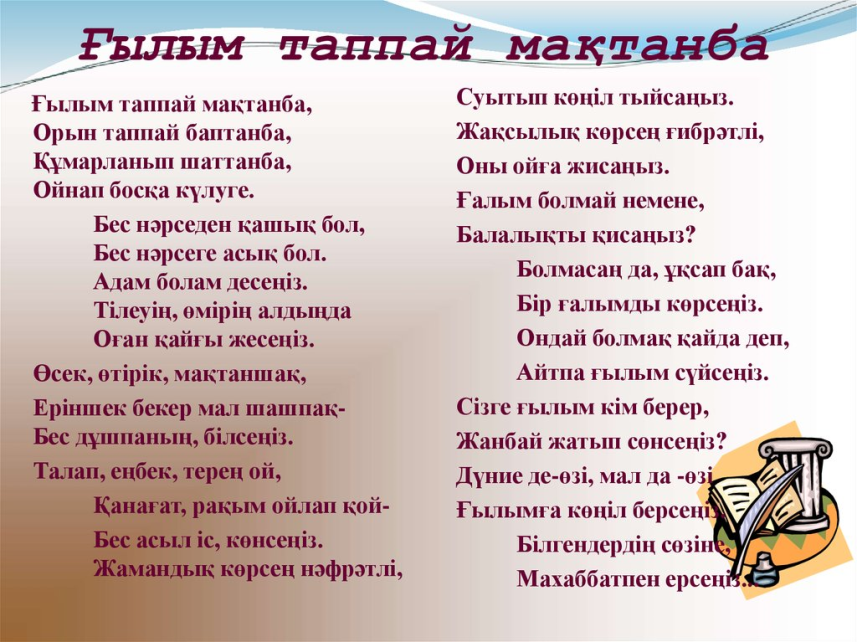 Ғылым таппай мақтанба
Ғылым таппай мақтанба,
Орын таппай баптанба,
Құмарланып шаттанба,
Ойнап босқа күлуге.
Бес нәрседен қашық бол,
Бес нәрсеге асық бол.
Адам болам десеңіз.
Тілеуің, өмірің алдыңда
Оған қайғы жесеңіз.
Өсек, өтірік, мақтаншақ,
Еріншек бекер мал шашпақ-
Бес дұшпаның, білсеңіз.
Талап, еңбек, терең ой,
Қанағат, рақым ойлап қой-
Бес асыл іс, көнсеңіз.
Жамандық көрсең нәфрәтлі,
Суытып көңіл тыйсаңыз.
Жақсылық көрсең ғибрәтлі,
Оны ойға жисаңыз.
Ғалым болмай немене,
Балалықты қисаңыз?
Болмасаң да, ұқсап бақ,
Бір ғалымды көрсеңіз.
Ондай болмақ қайда деп,
Айтпа ғылым сүйсеңіз.
Сізге ғылым кім берер,
Жанбай жатып сөнсеңіз?
Дүние де-өзі, мал да -өзі
Ғылымға көңіл берсеңіз,
Білгендердің сөзіне,
Махаббатпен ерсеңіз...